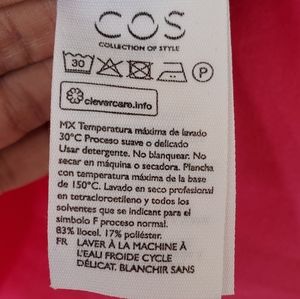 COS
COLLECTION OF STYLE
30
P
clevercare.info
MX Temperatura máxima de lavado
30°C Proceso suave o delicado
Usar detergente. No blanquear. No
secar en máquina o secadora. Plancha
con temperatura máxima de la base
de 150°C. Lavado en seco profesional
en tetracloroetileno y todos los
solventes que se indican para el
símbolo F proceso normal.
83% liocel. 17% poliéster.
FR LAVER À LA MACHINE À
L'EAU FROIDE CYCLE
DÉLICAT, BLANCHIR SANS